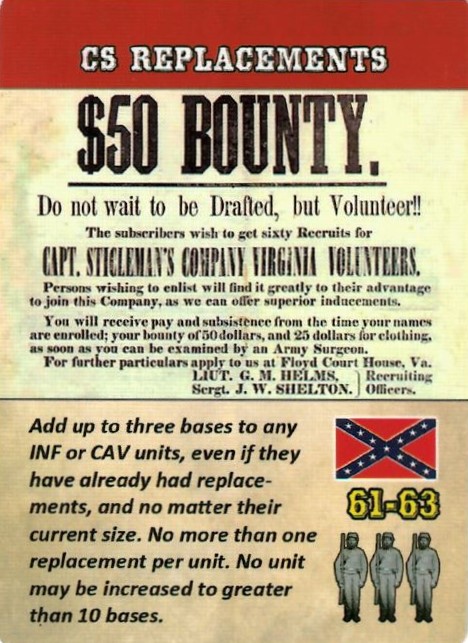 CS REPLACEMENTS
$50 BOUNTY.
Do not wait to be Drafted, but Volunteer!!
The subscribers wish to get sixty Recruits for
CAPT. STIGLEMAN'S COMPANY VIRGINIA VOLUNTEERS.
Persons wishing to enlist will find it greatly to their advantage
to join this Company, as we can offer superior inducements.
You will receive pay and subsistence from the time your names
are enrolled; your bounty of 50 dollars, and 25 dollars for clothing,
as soon as you can be examined by an Army Surgeon.
For further particulars apply to us at Floyd Court House, Va.
LIUT. G. M. HELMS, Recruiting
Sergt. J. W. SHELTON. Officers.
Add up to three bases to any
INF or CAV units, even if they
have already had replace-
ments, and no matter their
current size. No more than one
replacement per unit. No unit
may be increased to greater
than 10 bases.
61-63